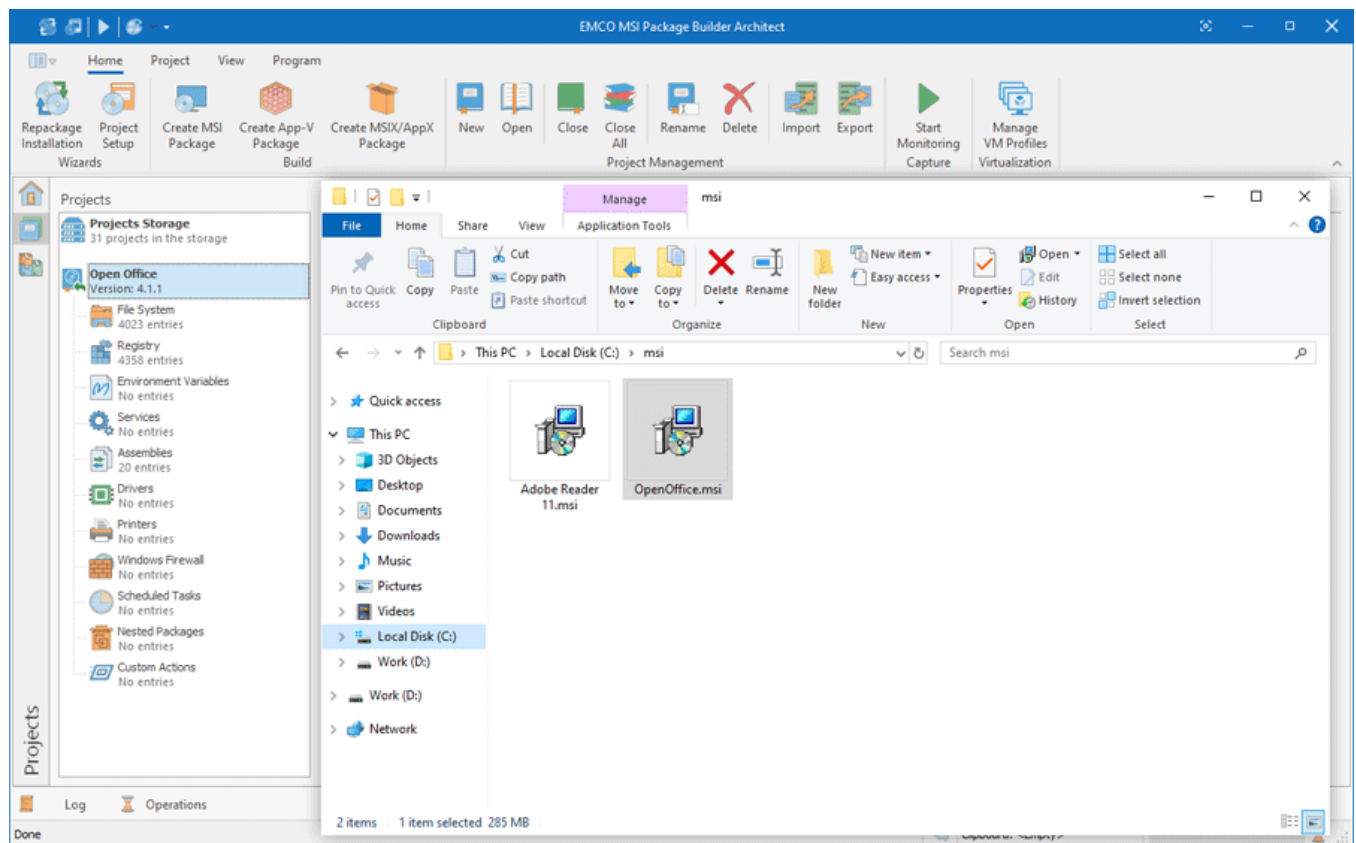 EMCO MSI Package Builder Architect
Home Project View Program
Repackage Installation
Project Setup
Wizards
Create MSI Package
Create App-V Package
Create MSIX/AppX Package
Build
New
Open
Close
Close All
Rename
Delete
Import
Export
Project Management
Start Monitoring
Capture
Manage VM Profiles
Virtualization
Projects
Projects Storage
31 projects in the storage
Open Office
Version: 4.1.1
File System
4023 entries
Registry
4358 entries
Environment Variables
No entries
Services
No entries
Assemblies
20 entries
Drivers
No entries
Printers
No entries
Windows Firewall
No entries
Scheduled Tasks
No entries
Nested Packages
No entries
Custom Actions
No entries
Projects
Manage msi
File Home Share View Application Tools
Pin to Quick access
Copy
Paste
Cut
Copy path
Paste shortcut
Clipboard
Move to
Copy to
Delete
Rename
Organize
New folder
New item
Easy access
New
Properties
Open
Edit
History
Open
Select all
Select none
Invert selection
Select
This PC > Local Disk (C:) > msi
Search msi
Quick access
This PC
3D Objects
Desktop
Documents
Downloads
Music
Pictures
Videos
Local Disk (C:)
Work (D:)
Work (D:)
Network
Adobe Reader 11.msi
OpenOffice.msi
2 items 1 item selected 285 MB
Log Operations
Done